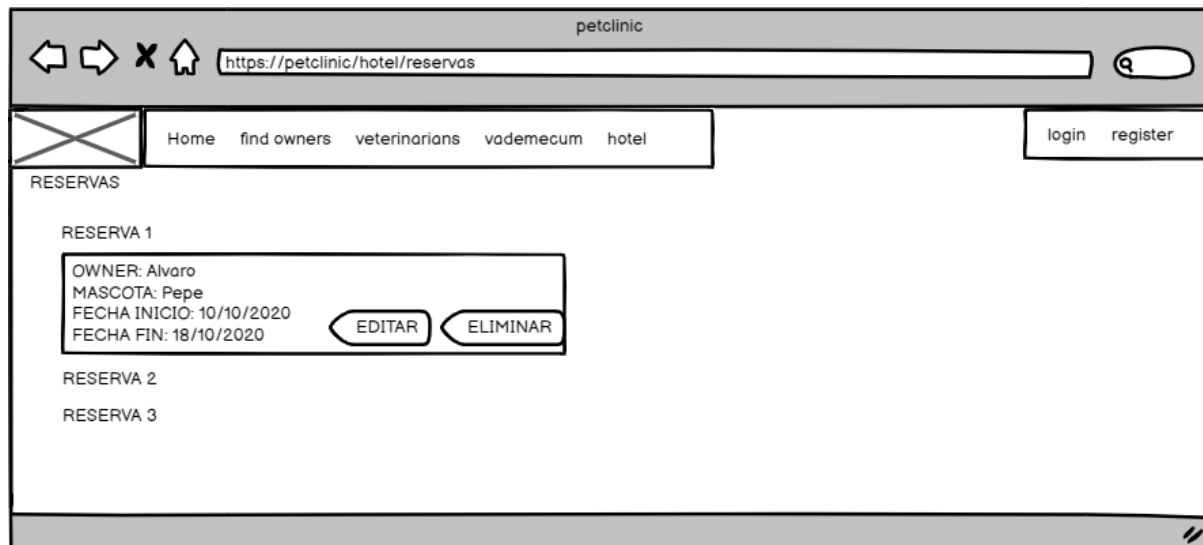 petclinic
https://petclinic/hotel/reservas
Home find owners veterinarians vademecum hotel
login register
RESERVAS
RESERVA 1
OWNER: Alvaro
MASCOTA: Pepe
FECHA INICIO: 10/10/2020
FECHA FIN: 18/10/2020
EDITAR ELIMINAR
RESERVA 2
RESERVA 3